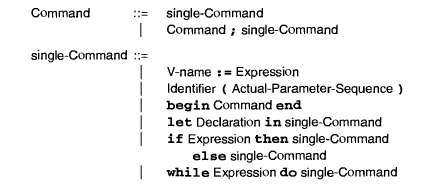 Command ::= single-Command
| Command ; single-Command
single-Command ::=
| V-name := Expression
| Identifier ( Actual-Parameter-Sequence )
| begin Command end
| let Declaration in single-Command
| if Expression then single-Command
else single-Command
| while Expression do single-Command